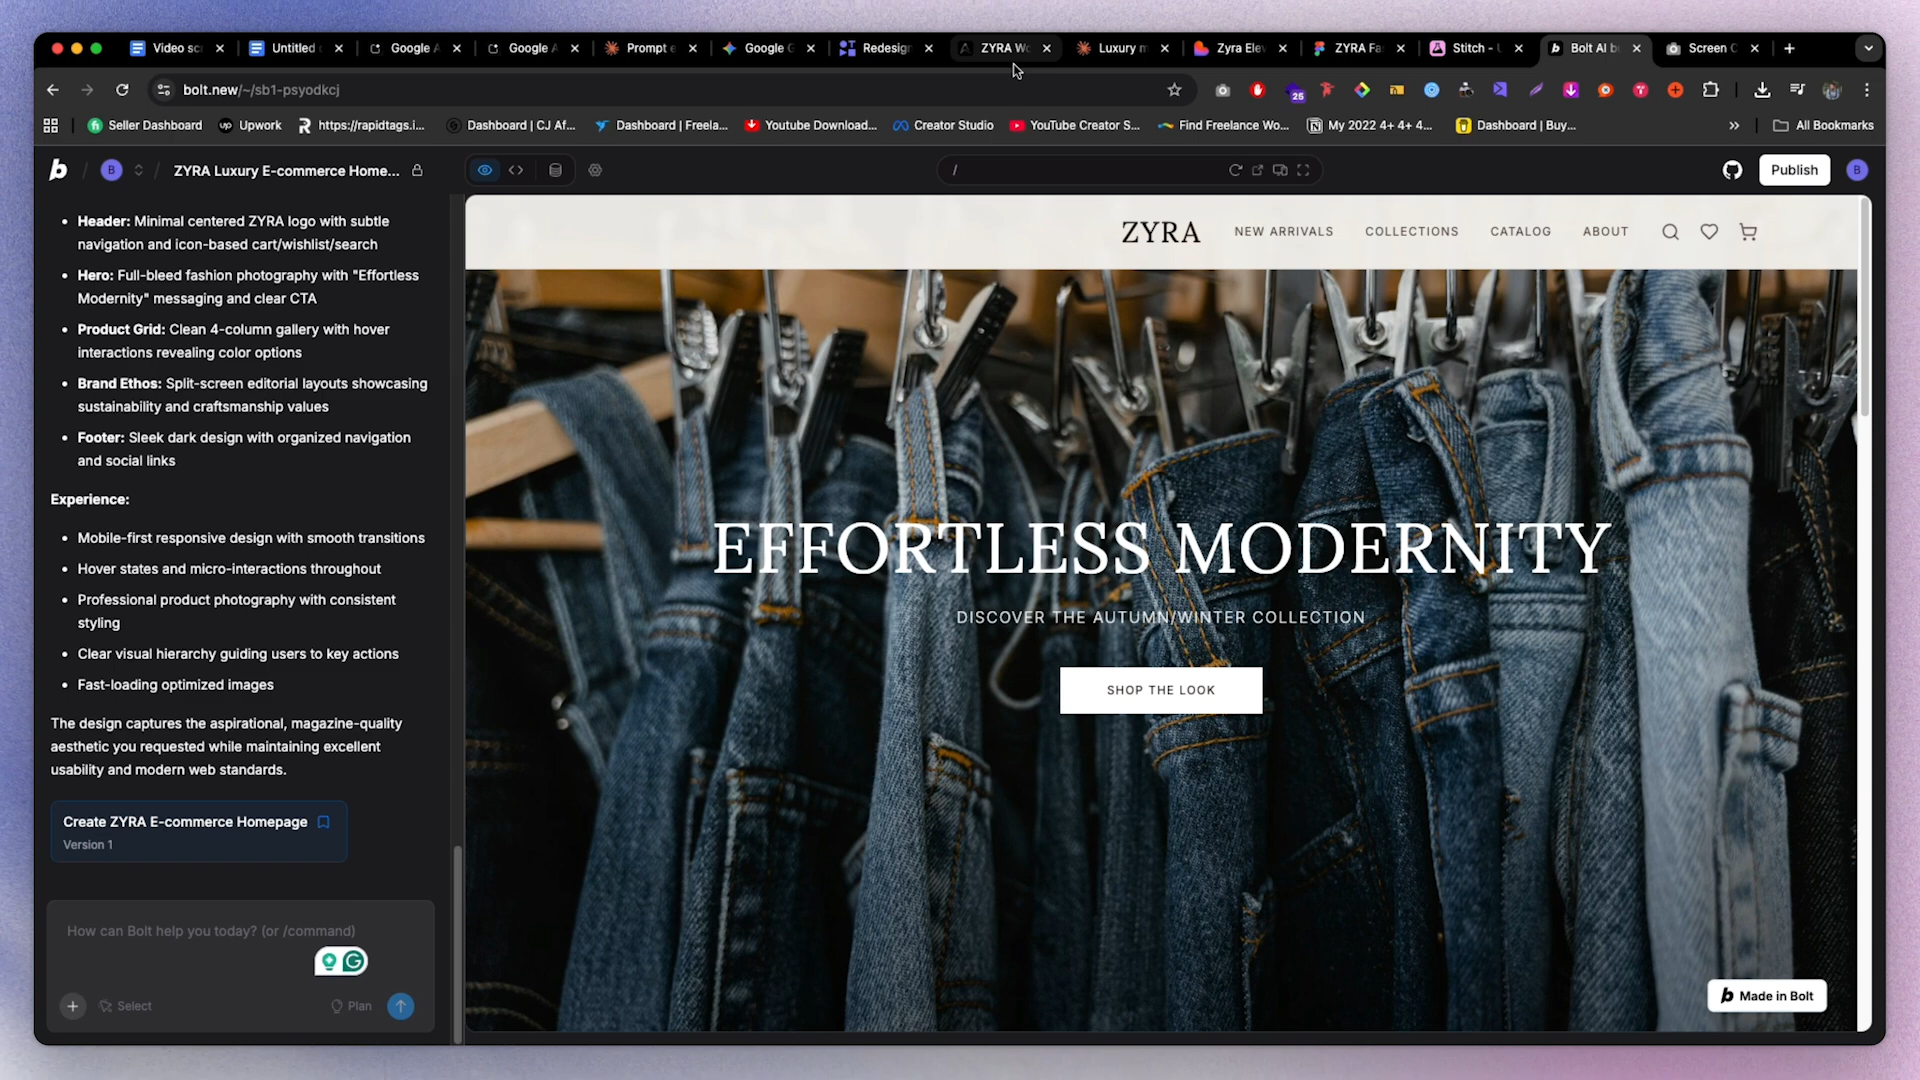 Video sc
Untitled
Google A
Google A
Prompt e
Google G
Redesign
ZYRA Wo
Luxury m
Zyra Elev
ZYRA Fa
Stitch - U
Bolt AI b
Screen C
bolt.new/~/sb1-psyodkcj
25
Seller Dashboard
Upwork
https://rapidtags.i...
Dashboard | CJ Af...
Dashboard | Freela...
Youtube Download...
Creator Studio
YouTube Creator S...
Find Freelance Wo...
My 2022 4+ 4+ 4...
Dashboard | Buy...
All Bookmarks
b / B / ZYRA Luxury E-commerce Home...
/
Publish
B
Header: Minimal centered ZYRA logo with subtle
navigation and icon-based cart/wishlist/search
Hero: Full-bleed fashion photography with "Effortless
Modernity" messaging and clear CTA
Product Grid: Clean 4-column gallery with hover
interactions revealing color options
Brand Ethos: Split-screen editorial layouts showcasing
sustainability and craftsmanship values
Footer: Sleek dark design with organized navigation
and social links
Experience:
Mobile-first responsive design with smooth transitions
Hover states and micro-interactions throughout
Professional product photography with consistent
styling
Clear visual hierarchy guiding users to key actions
Fast-loading optimized images
The design captures the aspirational, magazine-quality
aesthetic you requested while maintaining excellent
usability and modern web standards.
Create ZYRA E-commerce Homepage
Version 1
How can Bolt help you today? (or /command)
Select
Plan
ZYRA
NEW ARRIVALS
COLLECTIONS
CATALOG
ABOUT
EFFORTLESS MODERNITY
DISCOVER THE AUTUMN/WINTER COLLECTION
SHOP THE LOOK
b Made in Bolt